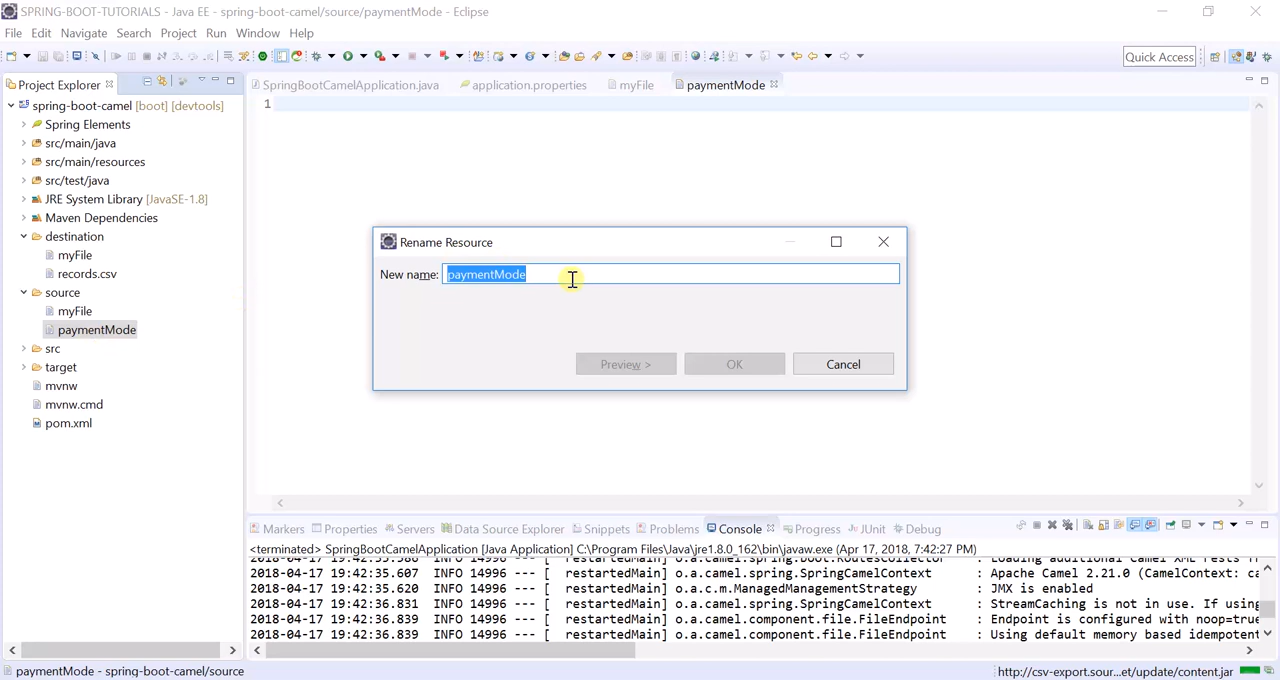 SPRING-BOOT-TUTORIALS - Java EE - spring-boot-camel/source/paymentMode - Eclipse
File Edit Navigate Search Project Run Window Help
Quick Access
Project Explorer
SpringBootCamelApplication.java application.properties myFile paymentMode
spring-boot-camel [boot] [devtools]
1
Spring Elements
src/main/java
src/main/resources
src/test/java
JRE System Library [JavaSE-1.8]
Maven Dependencies
destination
myFile
records.csv
source
myFile
paymentMode
src
target
mvnw
mvnw.cmd
pom.xml
Rename Resource
New name: paymentMode
Preview > OK Cancel
Markers Properties Servers Data Source Explorer Snippets Problems Console Progress JUnit Debug
<terminated> SpringBootCamelApplication [Java Application] C:\Program Files\Java\jre1.8.0_162\bin\javaw.exe (Apr 17, 2018, 7:42:27 PM)
2018-04-17 19:42:35.607 INFO 14996 --- [ restartedMain] o.a.camel.spring.SpringCamelContext : Apache Camel 2.21.0 (CamelContext: ca
2018-04-17 19:42:35.620 INFO 14996 --- [ restartedMain] o.a.c.m.ManagedManagementStrategy : JMX is enabled
2018-04-17 19:42:36.831 INFO 14996 --- [ restartedMain] o.a.camel.spring.SpringCamelContext : StreamCaching is not in use. If using
2018-04-17 19:42:36.839 INFO 14996 --- [ restartedMain] o.a.camel.component.file.FileEndpoint : Endpoint is configured with noop=true
2018-04-17 19:42:36.839 INFO 14996 --- [ restartedMain] o.a.camel.component.file.FileEndpoint : Using default memory based idempotent
paymentMode - spring-boot-camel/source
http://csv-export.sour...et/update/content.jar